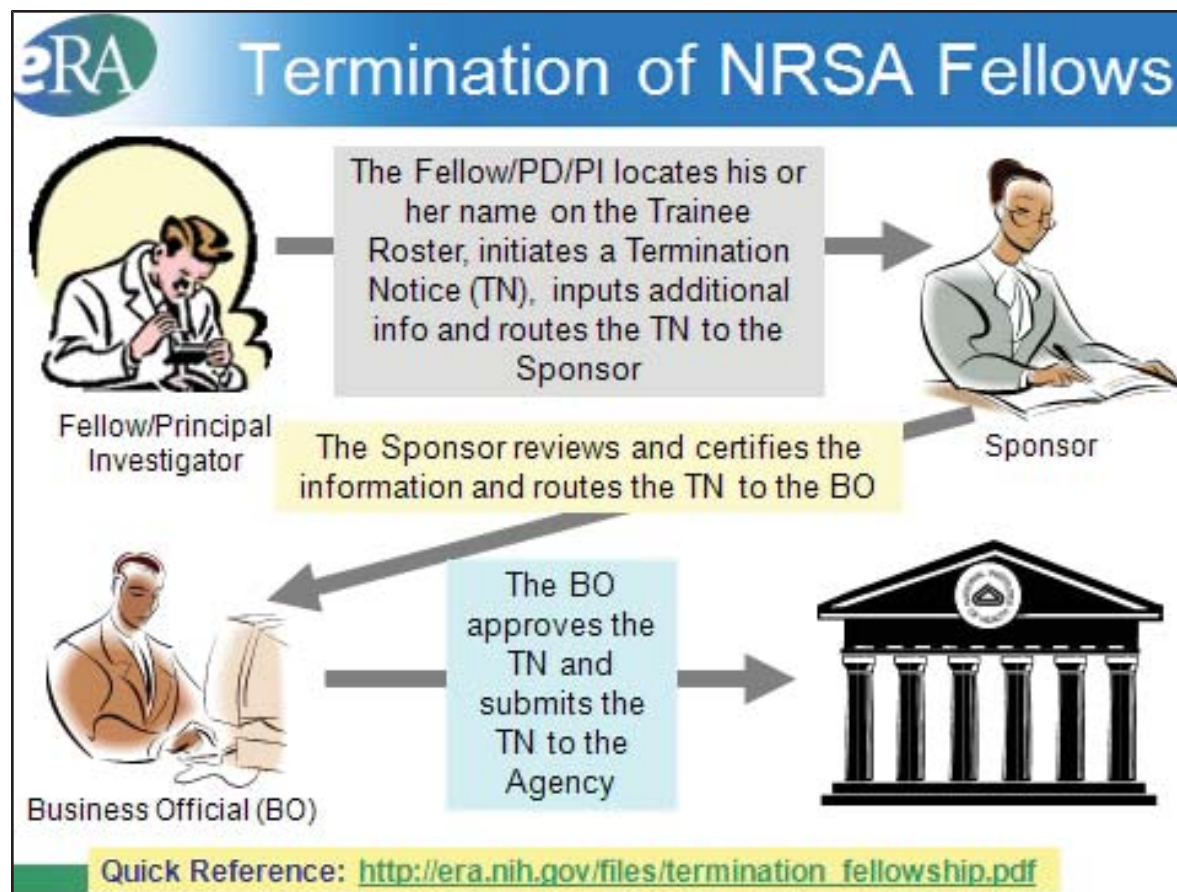 eRA
Termination of NRSA Fellows
The Fellow/PD/PI locates his or
her name on the Trainee
Roster, initiates a Termination
Notice (TN), inputs additional
info and routes the TN to the
Sponsor
Fellow/Principal
Investigator
Sponsor
The Sponsor reviews and certifies the
information and routes the TN to the BO
The BO
approves the
TN and
submits the
TN to the
Agency
Business Official (BO)
Quick Reference: http://era.nih.gov/files/termination_fellowship.pdf